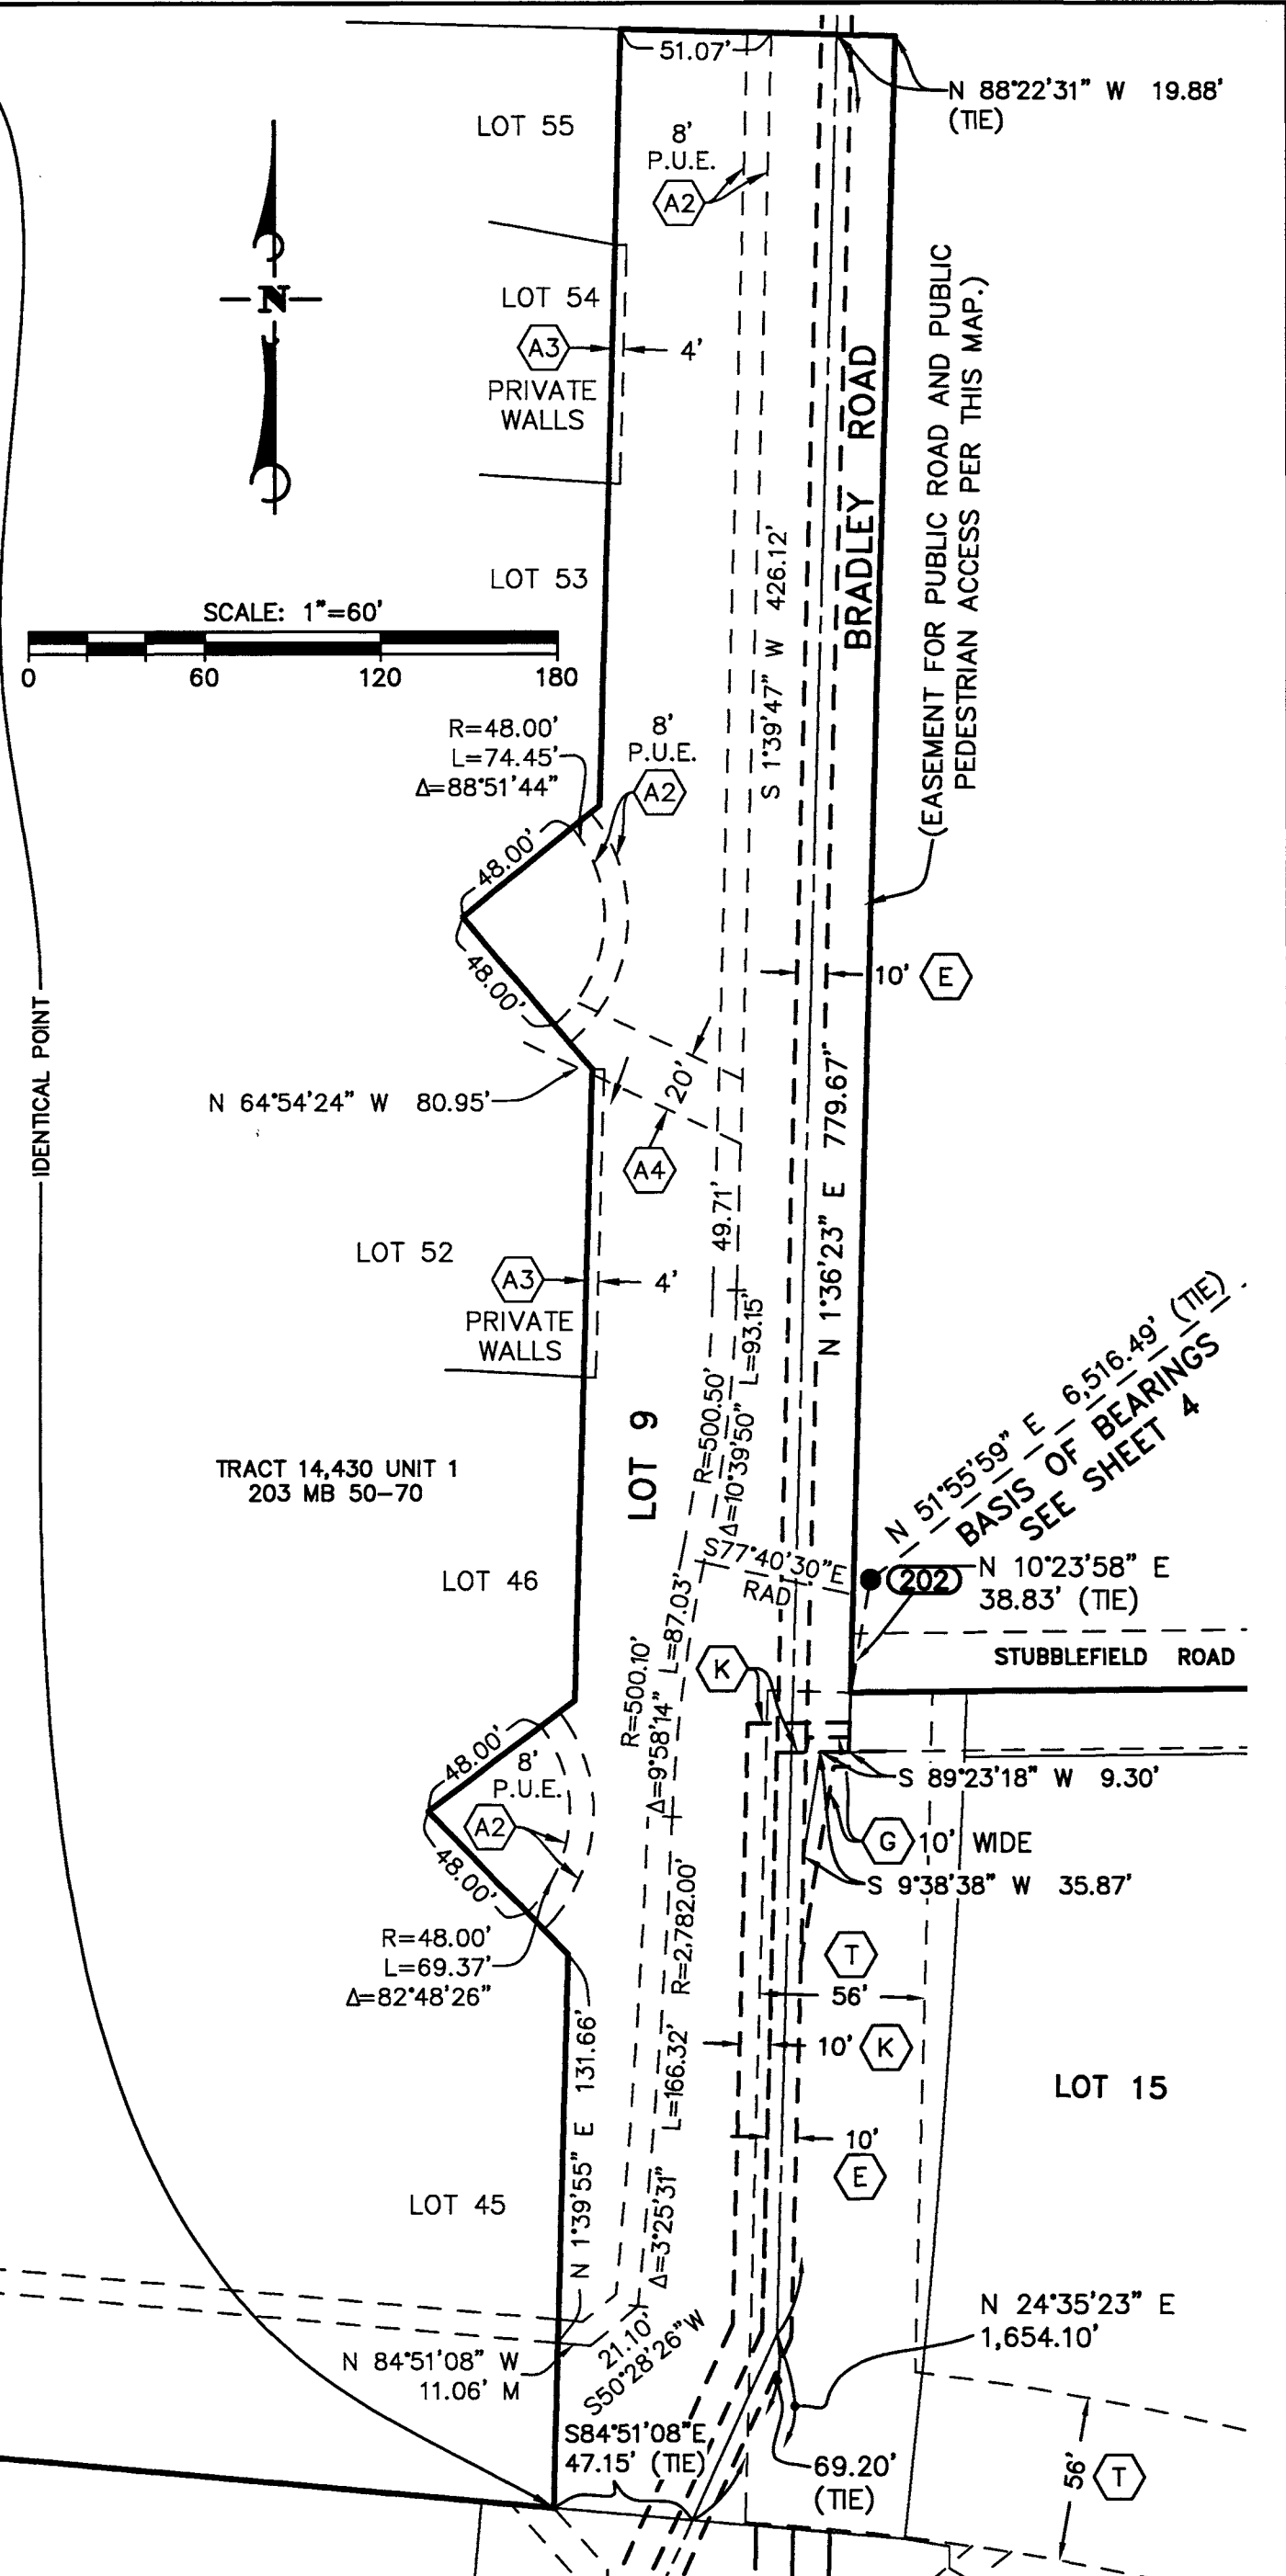 51.07'
N 88°22'31" W 19.88'
(TIE)
LOT 55
8'
P.U.E.
A2
LOT 54
A3
4'
PRIVATE
WALLS
N
(EASEMENT FOR PUBLIC ROAD AND PUBLIC
PEDESTRIAN ACCESS PER THIS MAP.)
BRADLEY ROAD
LOT 53
S 1°39'47" W 426.12'
SCALE: 1"=60'
0 60 120 180
R=48.00'
L=74.45'
Δ=88°51'44"
8'
P.U.E.
A2
48.00'
48.00'
10' E
IDENTICAL POINT
N 64°54'24" W 80.95'
20'
A4
N 1°36'23" E 779.67'
49.71'
LOT 52
A3
4'
PRIVATE
WALLS
R=500.50'
Δ=10°39'50" L=93.15'
LOT 9
N 51°55'59" E 6,516.49' (TIE)
BASIS OF BEARINGS
SEE SHEET 4
TRACT 14,430 UNIT 1
203 MB 50-70
S77°40'30"E
RAD
202
N 10°23'58" E
38.83' (TIE)
LOT 46
STUBBLEFIELD ROAD
K
R=500.10'
Δ=9°58'14" L=87.03'
48.00'
8'
P.U.E.
A2
48.00'
S 89°23'18" W 9.30'
G 10' WIDE
S 9°38'38" W 35.87'
R=48.00'
L=69.37'
Δ=82°48'26"
T
56'
10' K
R=2,782.00'
L=166.32'
Δ=3°25'31"
N 1°39'55" E 131.66'
LOT 15
10'
E
LOT 45
N 24°35'23" E
1,654.10'
N 84°51'08" W
11.06' M
21.10'
S50°28'26"W
S84°51'08"E
47.15' (TIE)
69.20'
(TIE)
56'
T